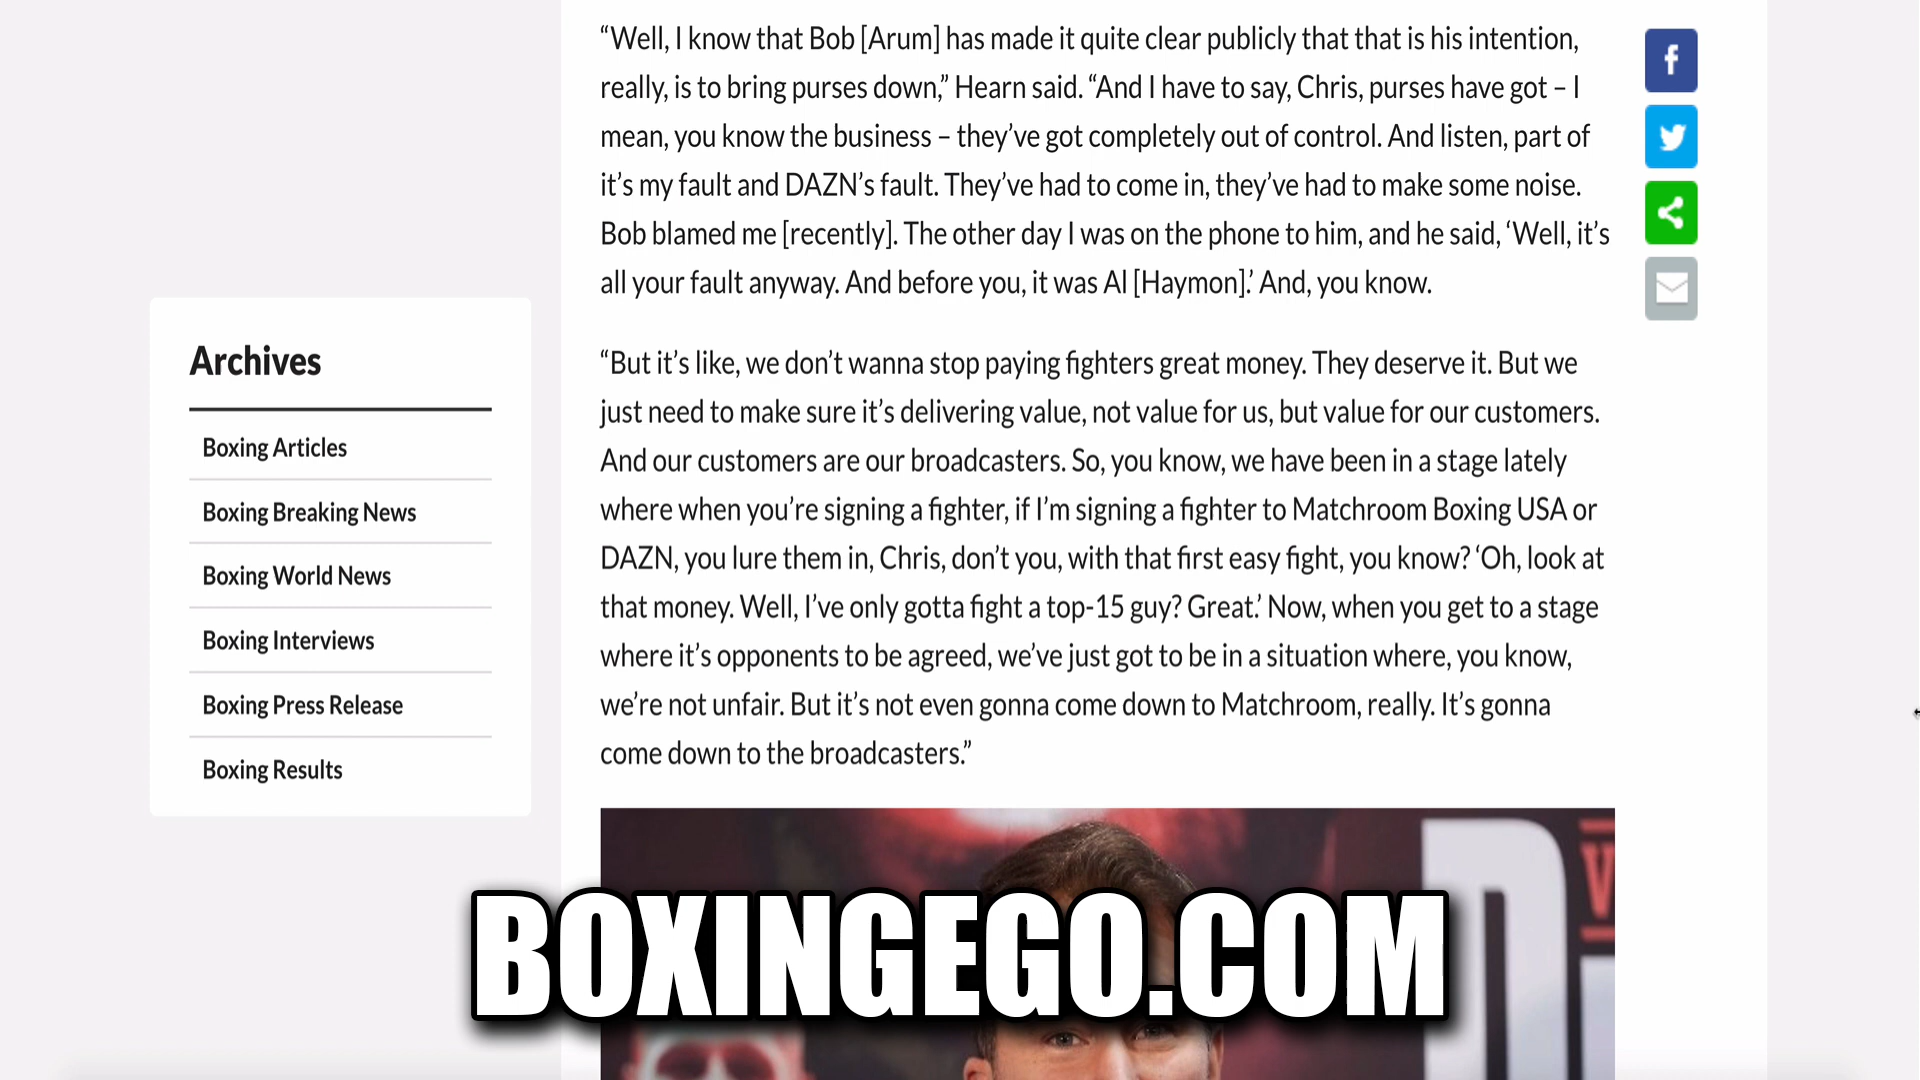 “Well, I know that Bob [Arum] has made it quite clear publicly that that is his intention,
really, is to bring purses down,” Hearn said. “And I have to say, Chris, purses have got – I
mean, you know the business – they’ve got completely out of control. And listen, part of
it’s my fault and DAZN’s fault. They’ve had to come in, they’ve had to make some noise.
Bob blamed me [recently]. The other day I was on the phone to him, and he said, ‘Well, it’s
all your fault anyway. And before you, it was Al [Haymon].’ And, you know.
“But it’s like, we don’t wanna stop paying fighters great money. They deserve it. But we
just need to make sure it’s delivering value, not value for us, but value for our customers.
And our customers are our broadcasters. So, you know, we have been in a stage lately
where when you’re signing a fighter, if I’m signing a fighter to Matchroom Boxing USA or
DAZN, you lure them in, Chris, don’t you, with that first easy fight, you know? ‘Oh, look at
that money. Well, I’ve only gotta fight a top-15 guy? Great.’ Now, when you get to a stage
where it’s opponents to be agreed, we’ve just got to be in a situation where, you know,
we’re not unfair. But it’s not even gonna come down to Matchroom, really. It’s gonna
come down to the broadcasters.”
Archives
Boxing Articles
Boxing Breaking News
Boxing World News
Boxing Interviews
Boxing Press Release
Boxing Results
BOXINGEGO.COM